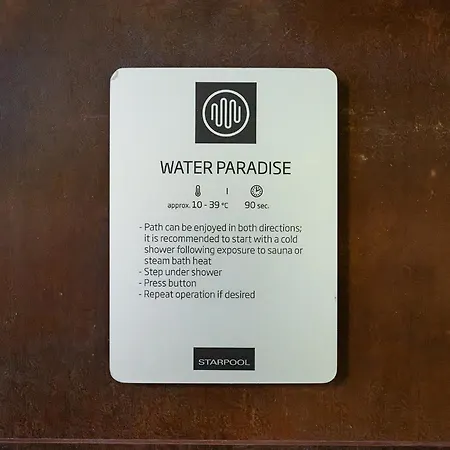 WATER PARADISE
approx. 10 - 39 °C 90 sec.
- Path can be enjoyed in both directions;
it is recommended to start with a cold
shower following exposure to sauna or
steam bath heat
- Step under shower
- Press button
- Repeat operation if desired
STARPOOL